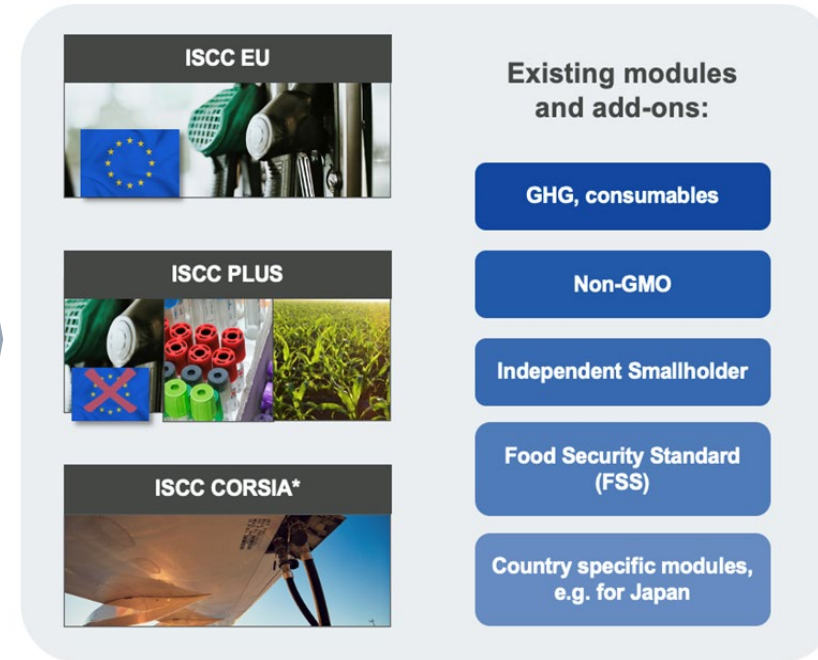 ISCC EU
ISCC PLUS
ISCC CORSIA*
Existing modules
and add-ons:
GHG, consumables
Non-GMO
Independent Smallholder
Food Security Standard
(FSS)
Country specific modules,
e.g. for Japan